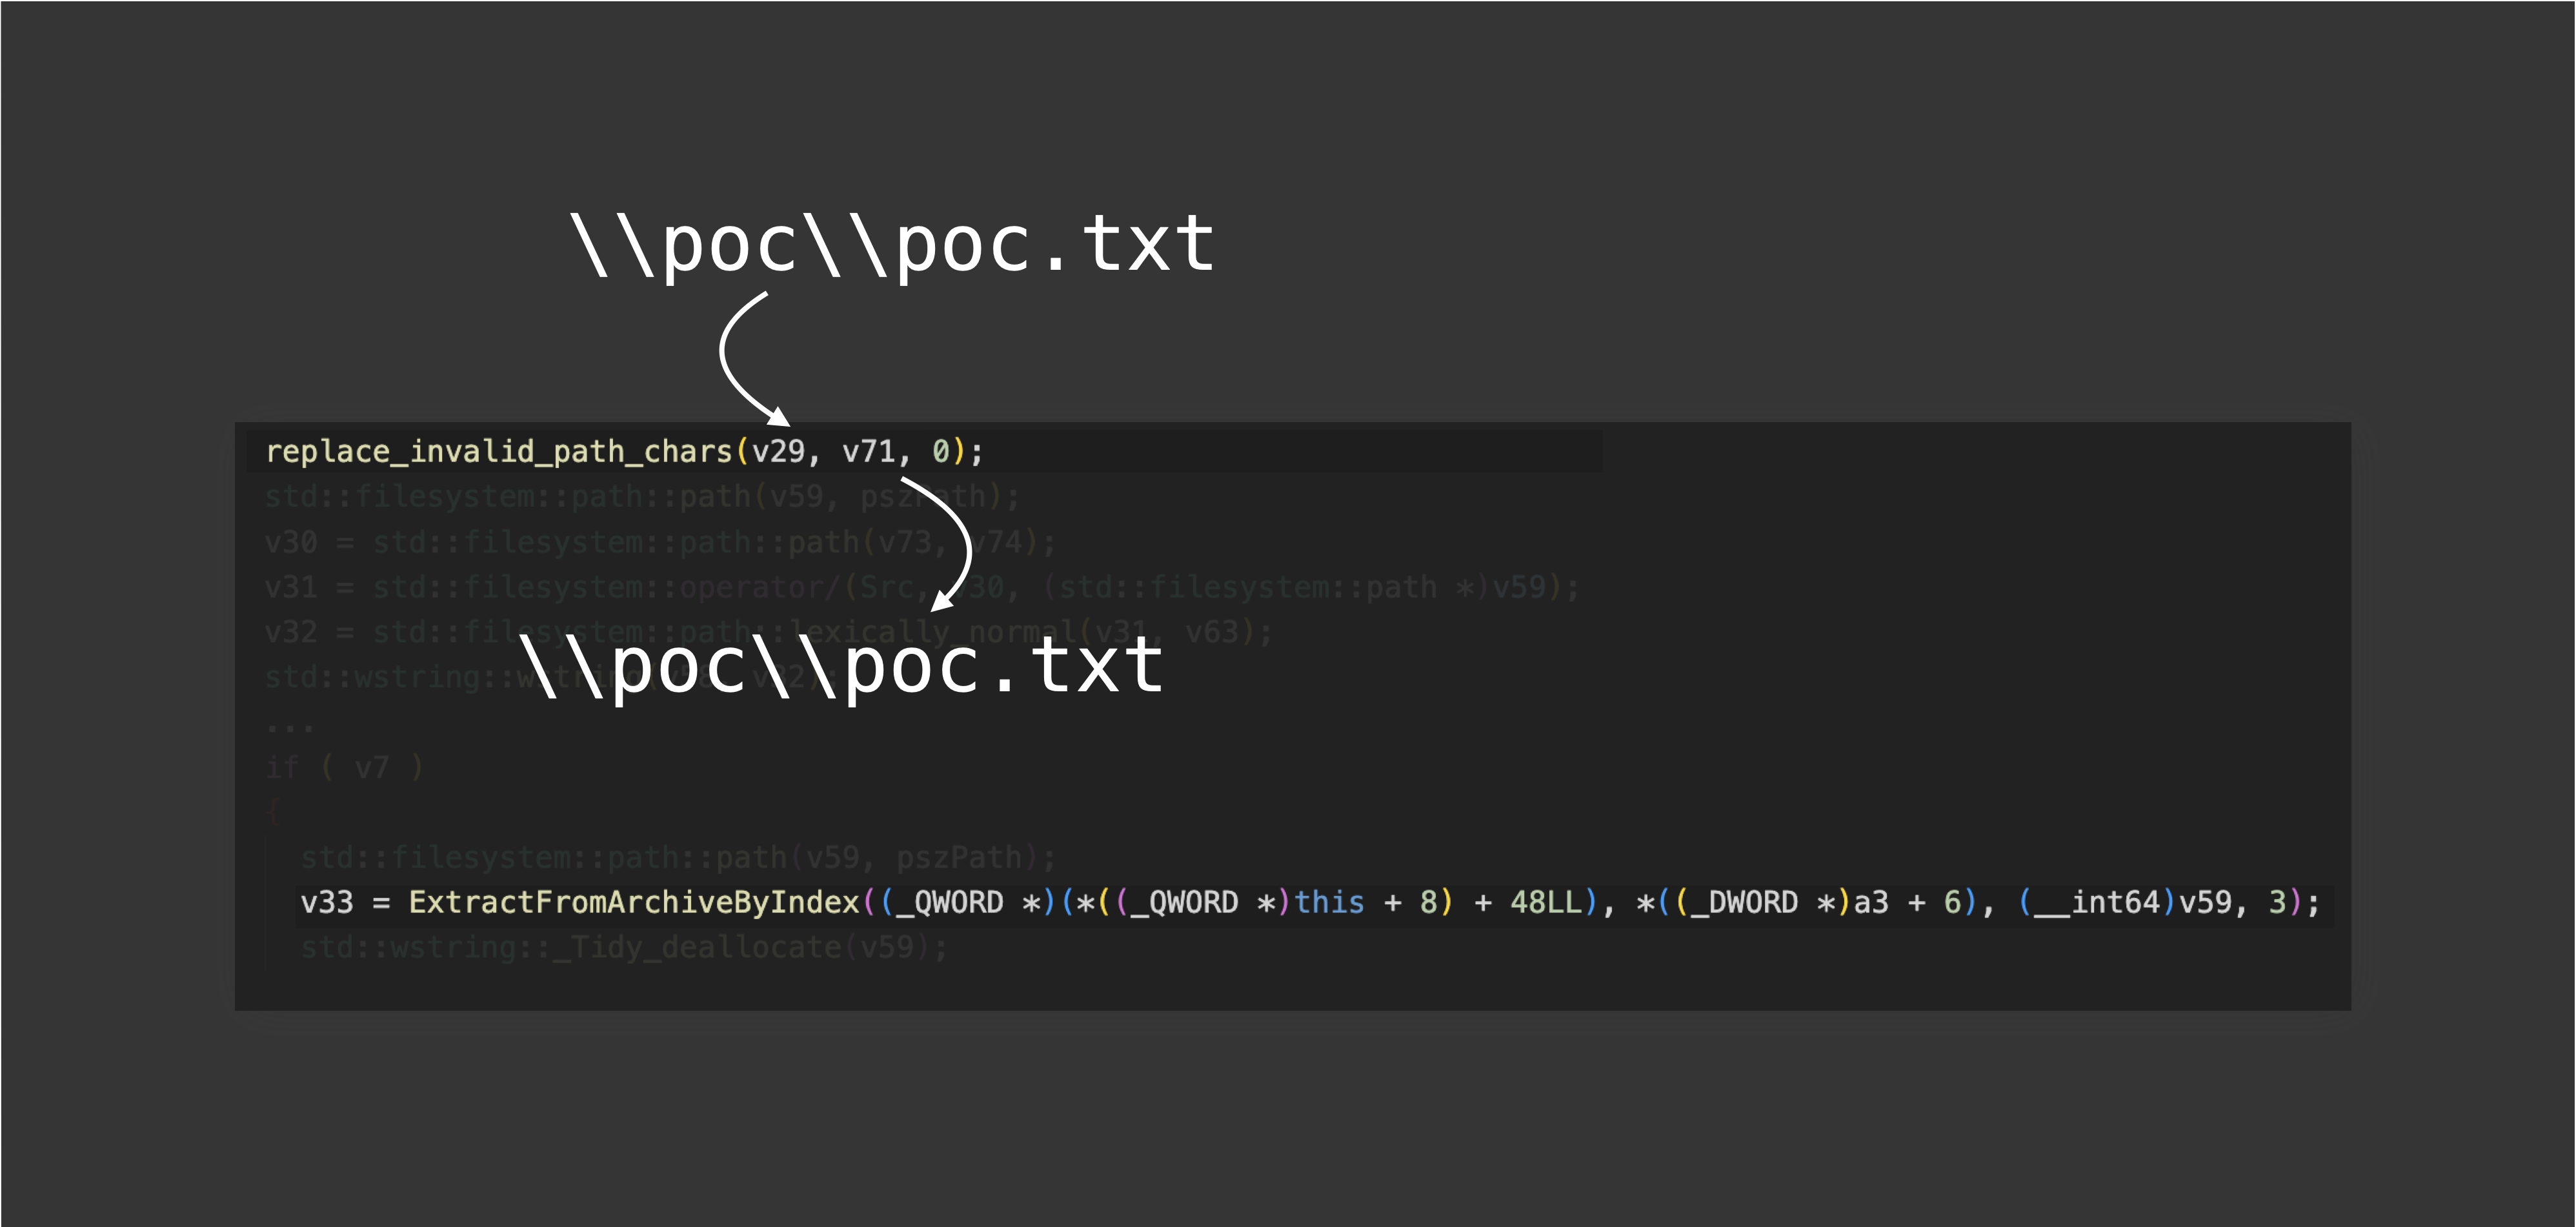 \\poc\\poc.txt
replace_invalid_path_chars(v29, v71, 0);
std::filesystem::path::path(v59, pszPath);
v30 = std::filesystem::path::path(v73, v74);
v31 = std::filesystem::operator/(Src, v30, (std::filesystem::path *)v59);
v32 = std::filesystem::path::lexically_normal(v31, v63);
\\poc\\poc.txt
std::wstring::wstring( v32);
...
if ( v7 )
{
std::filesystem::path::path(v59, pszPath);
v33 = ExtractFromArchiveByIndex((_QWORD *)(*((_QWORD *)this + 8) + 48LL), *((_DWORD *)a3 + 6), (__int64)v59, 3);
std::wstring::_Tidy_deallocate(v59);